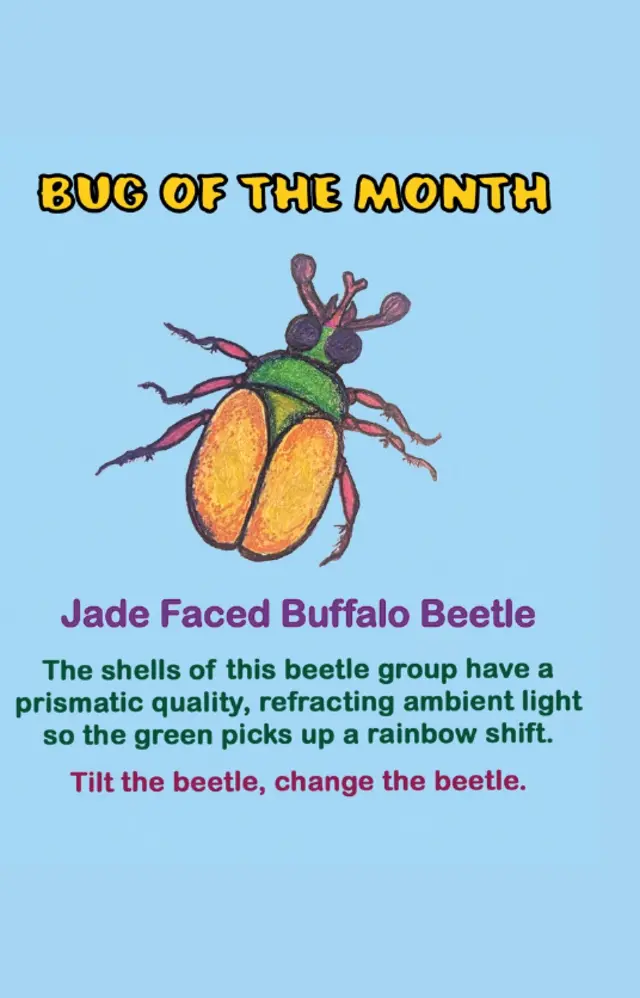 BUG OF THE MONTH
Jade Faced Buffalo Beetle
The shells of this beetle group have a
prismatic quality, refracting ambient light
so the green picks up a rainbow shift.
Tilt the beetle, change the beetle.